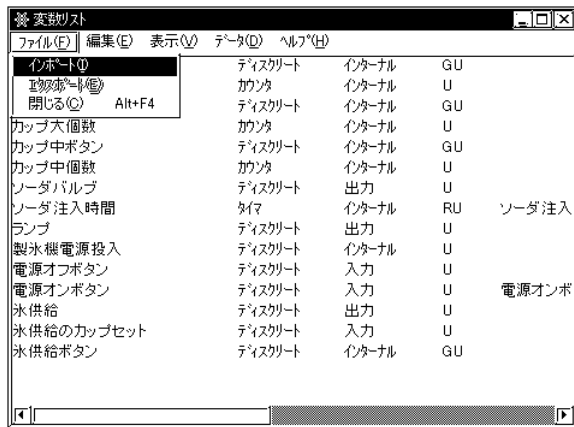 変数リスト
ファイル(F) 編集(E) 表示(V) データ(D) ヘルプ(H)
インポート(I) ディスクリート インターナル GU
エクスポート(E) カウンタ インターナル U
閉じる(C) Alt+F4 ディスクリート インターナル GU
カップ大個数 カウンタ インターナル U
カップ中ボタン ディスクリート インターナル GU
カップ中個数 カウンタ インターナル U
ソーダバルブ ディスクリート 出力 U
ソーダ注入時間 タイマ インターナル RU ソーダ注入
ランプ ディスクリート 出力 U
製氷機電源投入 ディスクリート インターナル U
電源オフボタン ディスクリート 入力 U
電源オンボタン ディスクリート 入力 U 電源オンボ
氷供給 ディスクリート 出力 U
氷供給のカップセット ディスクリート 入力 U
氷供給ボタン ディスクリート インターナル GU